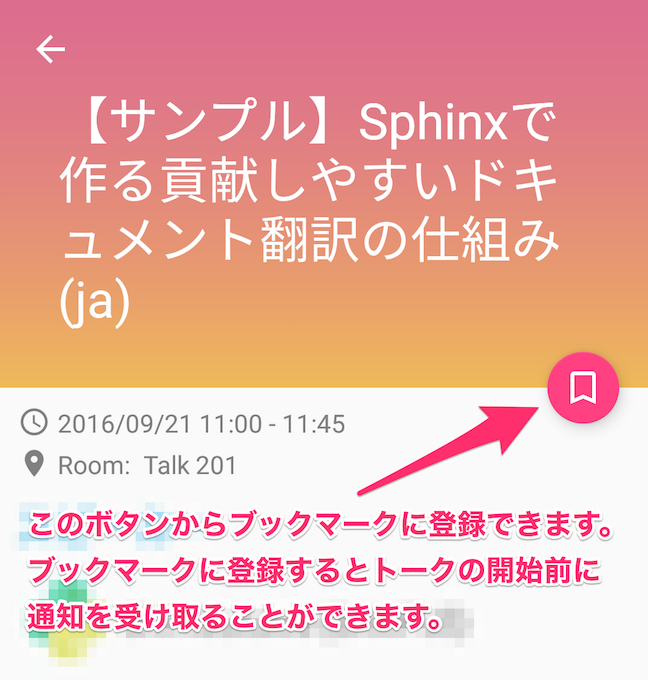 【サンプル】Sphinxで
作る貢献しやすいドキ
ュメント翻訳の仕組み
(ja)
2016/09/21 11:00 - 11:45
Room: Talk 201
このボタンからブックマークに登録できます。
ブックマークに登録するとトークの開始前に
通知を受け取ることができます。